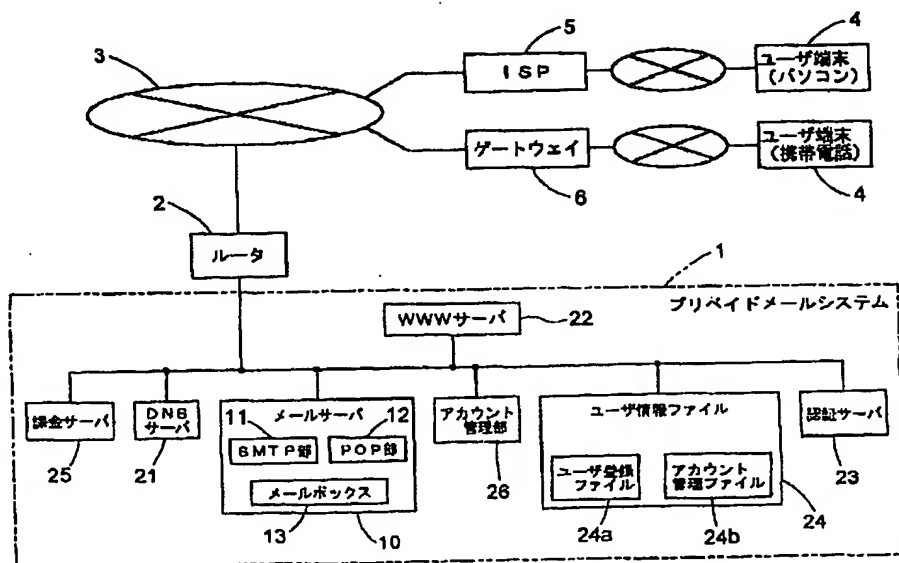 3
5
ISP
4
ユーザ端末
(パソコン)
ゲートウェイ
6
ユーザ端末
(携帯電話)
4
2
ルータ
1
プリペイドメールシステム
WWWサーバ
22
課金サーバ
25
DNS
サーバ
21
メールサーバ
11
12
SMTP部
POP部
メールボックス
13
10
アカウント
管理部
26
ユーザ情報ファイル
ユーザ登録
ファイル
アカウント
管理ファイル
24a
24b
24
認証サーバ
23